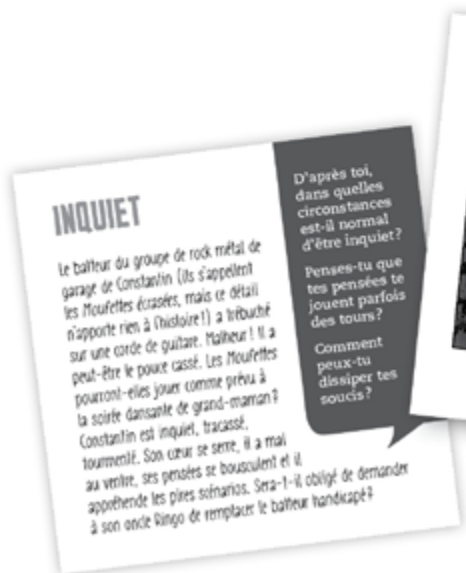 INQUIET
Le batteur du groupe de rock métal de
garage de Constantin (ils s'appellent
les Mouffettes écrasées, mais ce détail
n'apporte rien à l'histoire!) a trébuché
sur une corde de guitare. Malheur! Il a
peut-être le pouce cassé. Les Mouffettes
pourront-elles jouer comme prévu à
la soirée dansante de grand-maman?
Constantin est inquiet, tracassé,
tourmenté. Son cœur se serre, il a mal
au ventre, ses pensées se bousculent et il
appréhende les pires scénarios. Sera-t-il obligé de demander
à son oncle Ringo de remplacer le batteur handicapé?
D'après toi,
dans quelles
circonstances
est-il normal
d'être inquiet?
Penses-tu que
tes pensées te
jouent parfois
des tours?
Comment
peux-tu
dissiper tes
soucis?